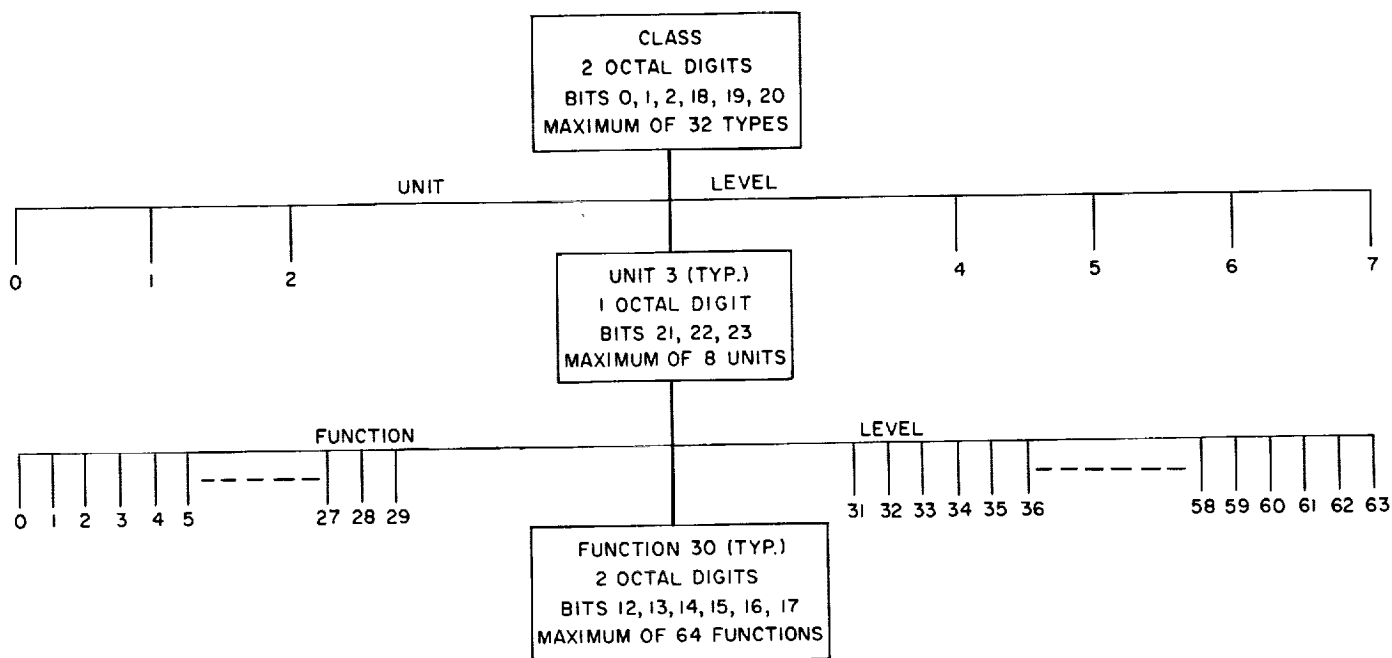 CLASS
2 OCTAL DIGITS
BITS 0, 1, 2, 18, 19, 20
MAXIMUM OF 32 TYPES
UNIT LEVEL
0 1 2 4 5 6 7
UNIT 3 (TYP.)
1 OCTAL DIGIT
BITS 21, 22, 23
MAXIMUM OF 8 UNITS
FUNCTION LEVEL
0 1 2 3 4 5 27 28 29 31 32 33 34 35 36 58 59 60 61 62 63
FUNCTION 30 (TYP.)
2 OCTAL DIGITS
BITS 12, 13, 14, 15, 16, 17
MAXIMUM OF 64 FUNCTIONS